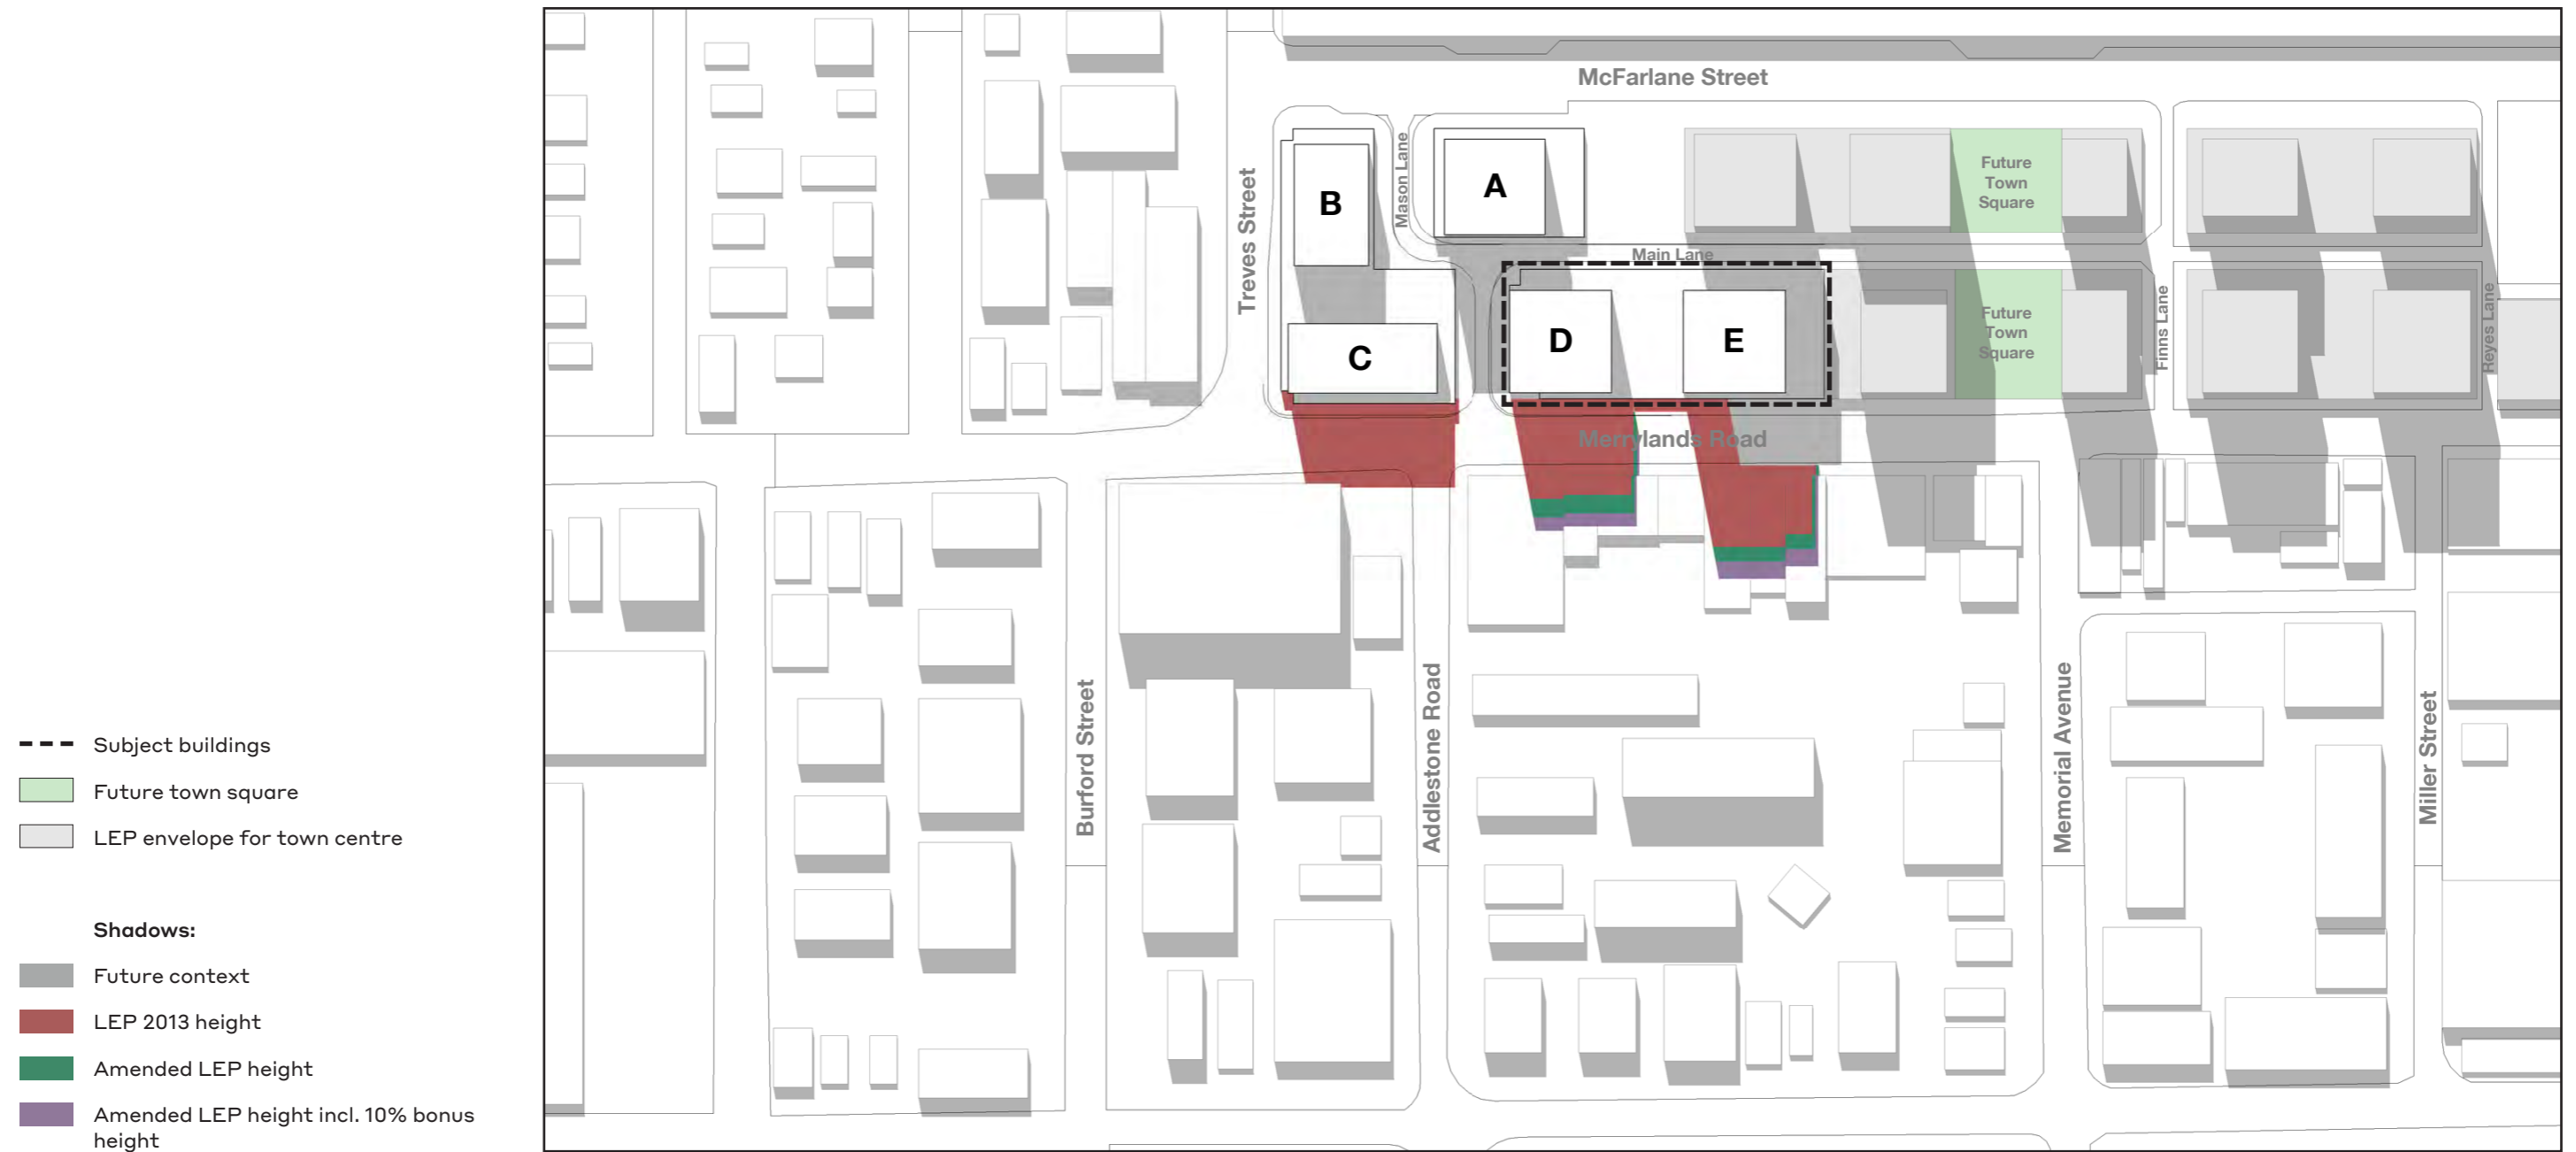 McFarlane Street
Mason Lane
A
B
Future
Town
Square
Treves Street
Main Lane
D
E
C
Future
Town
Square
Finns Lane
Reyes Lane
Merrylands Road
Burford Street
Addlestone Road
Memorial Avenue
Miller Street
Subject buildings
Future town square
LEP envelope for town centre
Shadows:
Future context
LEP 2013 height
Amended LEP height
Amended LEP height incl. 10% bonus
height